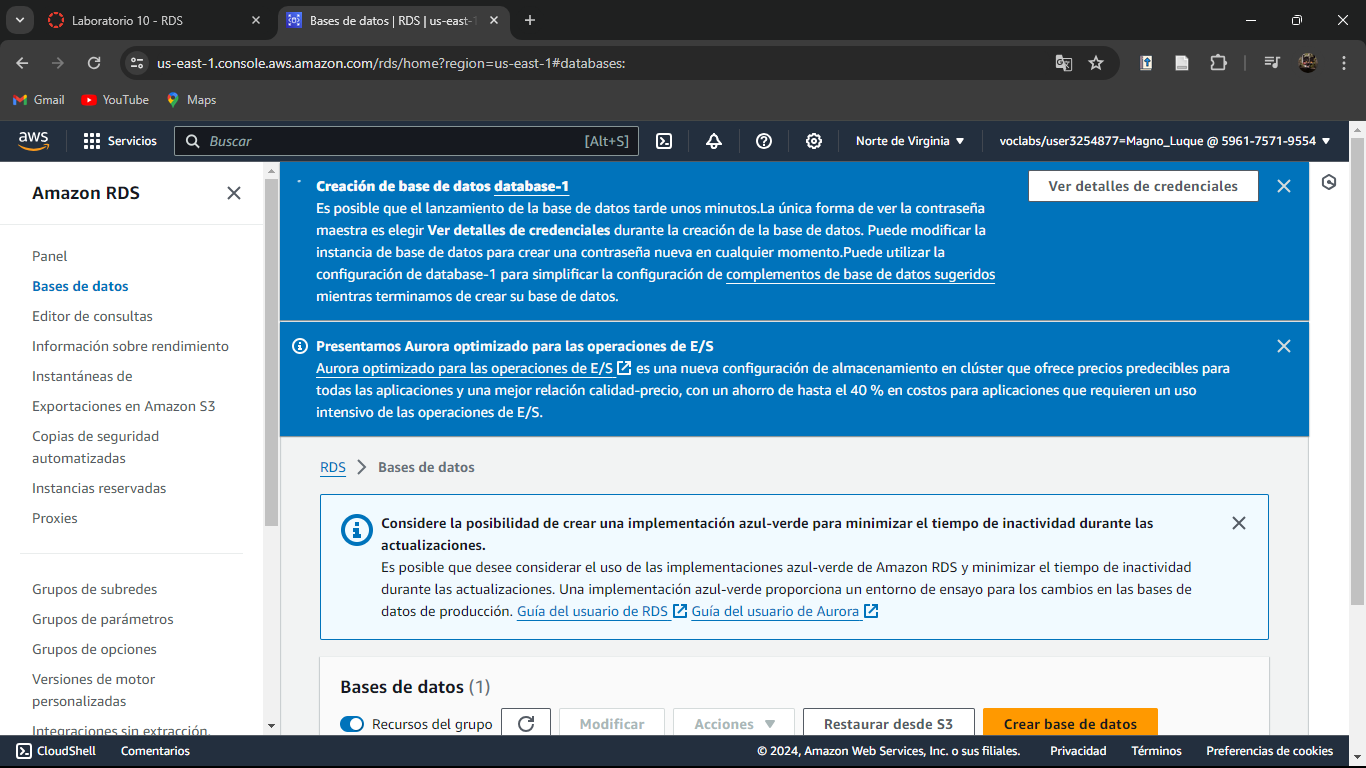 Laboratorio 10 - RDS
Bases de datos | RDS | us-east-1
us-east-1.console.aws.amazon.com/rds/home?region=us-east-1#databases:
Gmail
YouTube
Maps
aws
Servicios
Buscar
[Alt+S]
Norte de Virginia
voclabs/user3254877=Magno_Luque @ 5961-7571-9554
Amazon RDS
Panel
Bases de datos
Editor de consultas
Información sobre rendimiento
Instantáneas de
Exportaciones en Amazon S3
Copias de seguridad
automatizadas
Instancias reservadas
Proxies
Grupos de subredes
Grupos de parámetros
Grupos de opciones
Versiones de motor
personalizadas
Integraciones sin extracción,
Creación de base de datos database-1
Es posible que el lanzamiento de la base de datos tarde unos minutos.La única forma de ver la contraseña
maestra es elegir Ver detalles de credenciales durante la creación de la base de datos. Puede modificar la
instancia de base de datos para crear una contraseña nueva en cualquier momento.Puede utilizar la
configuración de database-1 para simplificar la configuración de complementos de base de datos sugeridos
mientras terminamos de crear su base de datos.
Ver detalles de credenciales
Presentamos Aurora optimizado para las operaciones de E/S
Aurora optimizado para las operaciones de E/S es una nueva configuración de almacenamiento en clúster que ofrece precios predecibles para
todas las aplicaciones y una mejor relación calidad-precio, con un ahorro de hasta el 40 % en costos para aplicaciones que requieren un uso
intensivo de las operaciones de E/S.
RDS
Bases de datos
Considere la posibilidad de crear una implementación azul-verde para minimizar el tiempo de inactividad durante las
actualizaciones.
Es posible que desee considerar el uso de las implementaciones azul-verde de Amazon RDS y minimizar el tiempo de inactividad
durante las actualizaciones. Una implementación azul-verde proporciona un entorno de ensayo para los cambios en las bases de
datos de producción. Guía del usuario de RDS Guía del usuario de Aurora
Bases de datos (1)
Recursos del grupo
Modificar
Acciones
Restaurar desde S3
Crear base de datos
CloudShell
Comentarios
© 2024, Amazon Web Services, Inc. o sus filiales.
Privacidad
Términos
Preferencias de cookies